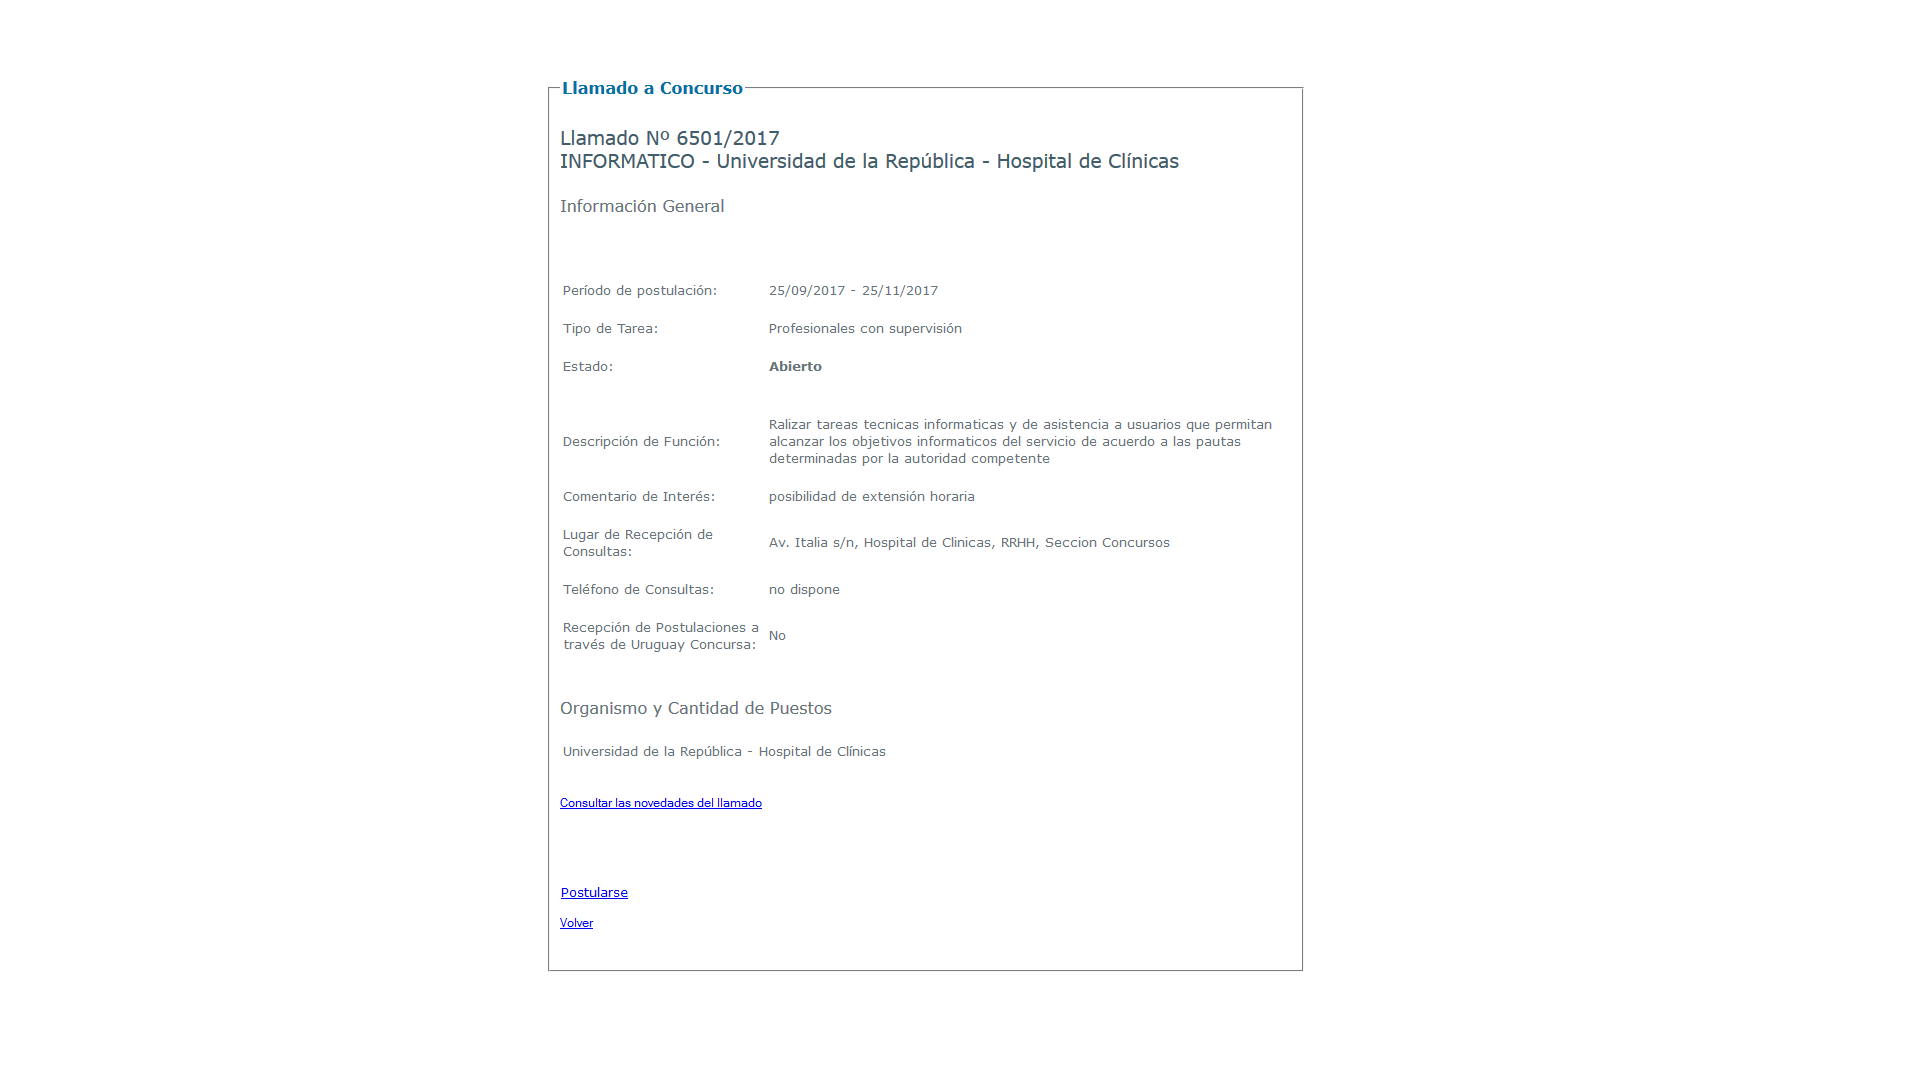 Llamado a Concurso
Llamado Nº 6501/2017
INFORMATICO - Universidad de la República - Hospital de Clínicas
Información General
Período de postulación: 25/09/2017 - 25/11/2017
Tipo de Tarea: Profesionales con supervisión
Estado: Abierto
Descripción de Función:
Ralizar tareas tecnicas informaticas y de asistencia a usuarios que permitan
alcanzar los objetivos informaticos del servicio de acuerdo a las pautas
determinadas por la autoridad competente
Comentario de Interés: posibilidad de extensión horaria
Lugar de Recepción de
Consultas:
Av. Italia s/n, Hospital de Clinicas, RRHH, Seccion Concursos
Teléfono de Consultas: no dispone
Recepción de Postulaciones a
través de Uruguay Concursa:
No
Organismo y Cantidad de Puestos
Universidad de la República - Hospital de Clínicas
Consultar las novedades del llamado
Postularse
Volver